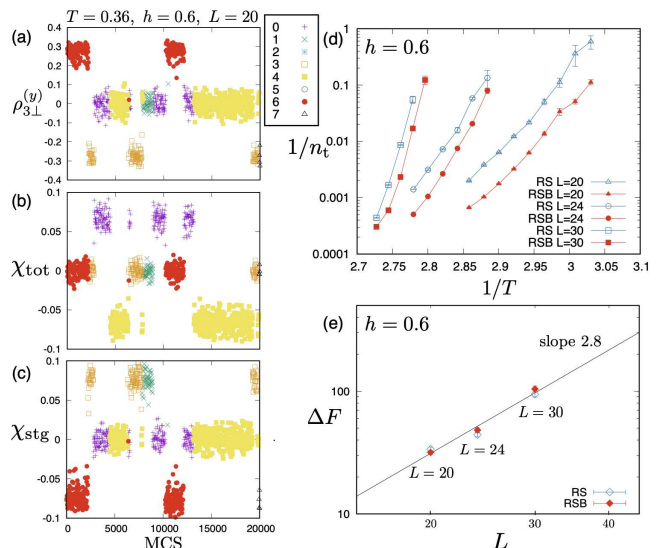 T = 0.36, h = 0.6, L = 20
(a)
0.4
0.3
0.2
0.1
0
-0.1
-0.2
-0.3
-0.4
ρ3⊥(y)
0
1
2
3
4
5
6
7
(b)
0.1
0.05
0
-0.05
-0.1
χtot
(c)
0.1
0.05
0
-0.05
-0.1
χstg
0 5000 10000 15000 20000
MCS
(d) h = 0.6
1
0.1
0.01
0.001
0.0001
1/nt
RS L=20
RSB L=20
RS L=24
RSB L=24
RS L=30
RSB L=30
2.7 2.75 2.8 2.85 2.9 2.95 3 3.05
1/T
(e) h = 0.6
slope 2.8
100
10
ΔF
L = 30
L = 24
L = 20
RS
RSB
20 30 40
L